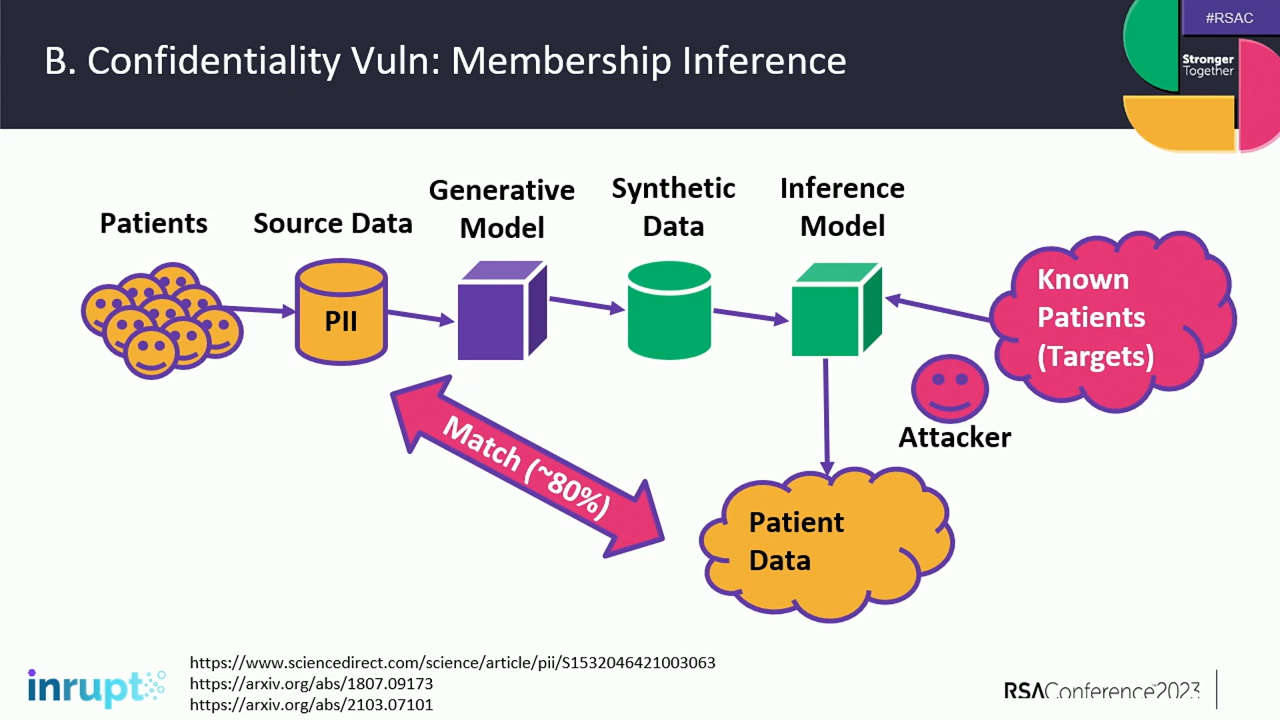 #RSAC
B. Confidentiality Vuln: Membership Inference
Stronger
Together
Patients
Source Data
Generative
Model
Synthetic
Data
Inference
Model
PII
Known
Patients
(Targets)
Attacker
Match (~80%)
Patient
Data
inrupt
https://www.sciencedirect.com/science/article/pii/S1532046421003063
https://arxiv.org/abs/1807.09173
https://arxiv.org/abs/2103.07101
RSAConference™2023